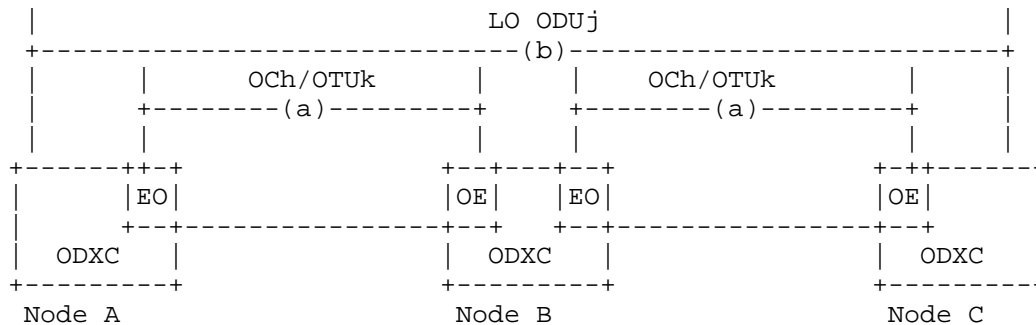 LO ODUj
(b)
OCh/OTUk OCh/OTUk
(a) (a)
EO OE EO OE
ODXC ODXC ODXC
Node A Node B Node C